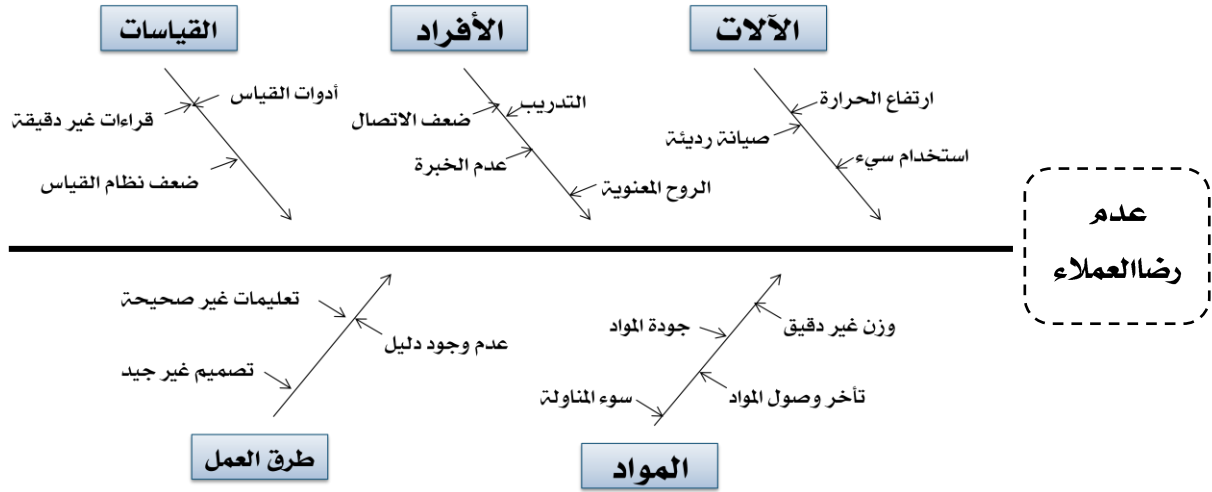 الآلات
الأفراد
القياسات
ارتفاع الحرارة
صيانة رديئة
استخدام سيء
التدريب
ضعف الاتصال
عدم الخبرة
الروح المعنوية
أدوات القياس
قراءات غير دقيقة
ضعف نظام القياس
عدم
رضاالعملاء
وزن غير دقيق
جودة المواد
تأخر وصول المواد
سوء المناولة
تعليمات غير صحيحة
عدم وجود دليل
تصميم غير جيد
المواد
طرق العمل